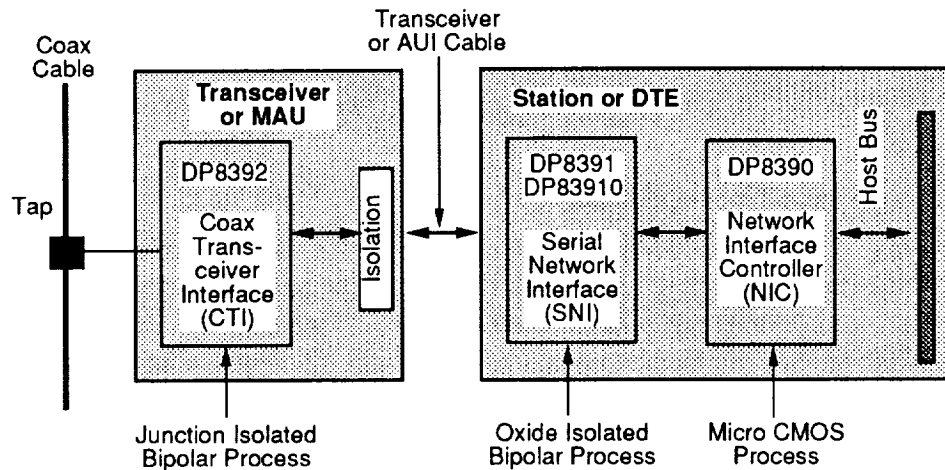 Coax
Cable
Transceiver
or AUI Cable
Transceiver
or MAU
Station or DTE
DP8392
Coax
Trans-
ceiver
Interface
(CTI)
Tap
Isolation
DP8391
DP83910
Serial
Network
Interface
(SNI)
DP8390
Network
Interface
Controller
(NIC)
Host Bus
Junction Isolated
Bipolar Process
Oxide Isolated
Bipolar Process
Micro CMOS
Process